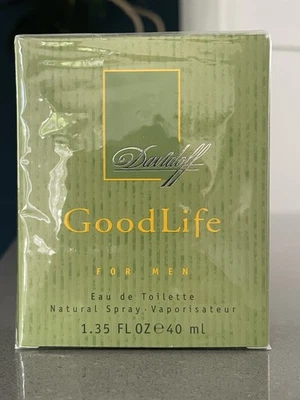 Davidoff
GoodLife
FOR MEN
Eau de Toilette
Natural Spray·Vaporisateur
1.35 FL OZ℮40 ml